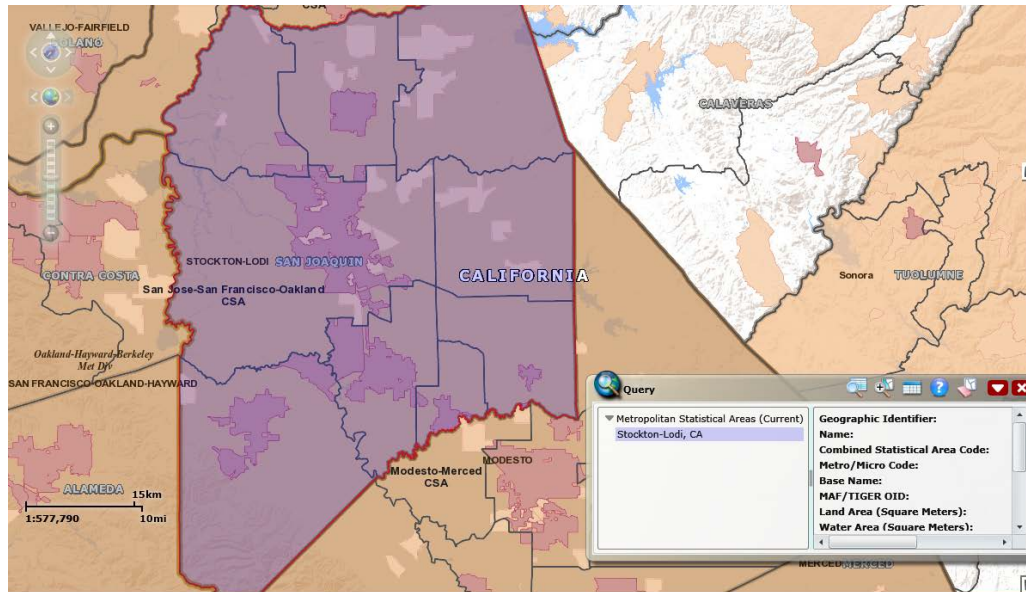 CSA
VALLEJO-FAIRFIELD
SOLANO
CALAVERAS
STOCKTON-LODI
SAN JOAQUIN
CALIFORNIA
Sonora
TUOLUMNE
CONTRA COSTA
San Jose-San Francisco-Oakland
CSA
Oakland-Hayward-Berkeley
Met Div
SAN FRANCISCO-OAKLAND-HAYWARD
Query
Metropolitan Statistical Areas (Current)
Stockton-Lodi, CA
Geographic Identifier:
Name:
Combined Statistical Area Code:
Metro/Micro Code:
Base Name:
MAF/TIGER OID:
Land Area (Square Meters):
Water Area (Square Meters):
Modesto-Merced
CSA
MODESTO
ALAMEDA
15km
1:577,790
10mi
MERCED
MERCED